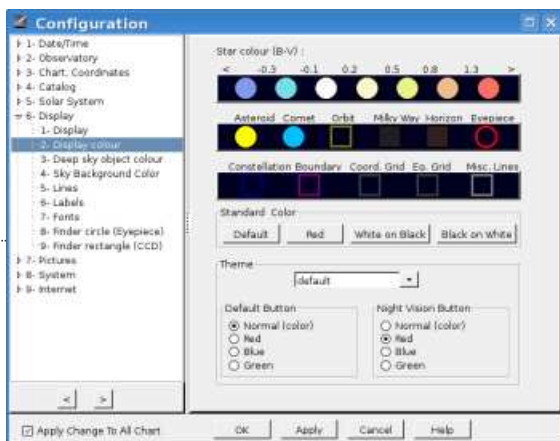 Configuration
1- Date/Time
2- Observatory
3- Chart, Coordinates
4- Catalog
5- Solar System
6- Display
1- Display
2- Display colour
3- Deep sky object colour
4- Sky Background Color
5- Lines
6- Labels
7- Fonts
8- Finder circle (Eyepiece)
9- Finder rectangle (CCD)
7- Pictures
8- System
9- Internet
< >
Star colour (B-V) :
< -0.3 -0.1 0.2 0.5 0.8 1.3 >
Asteroid Comet Orbit Milky Way Horizon Eyepiece
Constellation Boundary Coord. Grid Eq. Grid Misc. Lines
Standard Color
Default Red White on Black Black on White
Theme
default
Default Button
Normal (color)
Red
Blue
Green
Night Vision Button
Normal (color)
Red
Blue
Green
Apply Change To All Chart
OK Apply Cancel Help